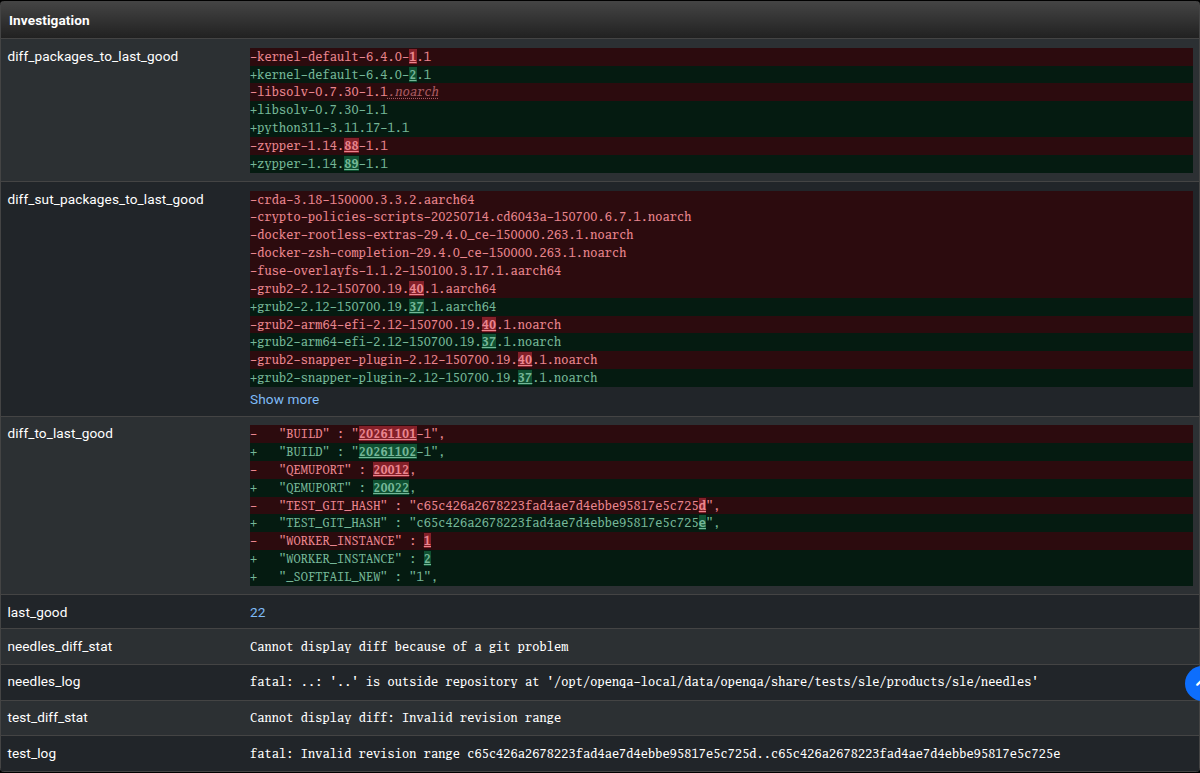 Investigation
diff_packages_to_last_good
-kernel-default-6.4.0-1.1
+kernel-default-6.4.0-2.1
-libsolv-0.7.30-1.1.noarch
+libsolv-0.7.30-1.1
+python311-3.11.17-1.1
-zypper-1.14.88-1.1
+zypper-1.14.89-1.1
diff_sut_packages_to_last_good
-crda-3.18-150000.3.3.2.aarch64
-crypto-policies-scripts-20250714.cd6043a-150700.6.7.1.noarch
-docker-rootless-extras-29.4.0_ce-150000.263.1.noarch
-docker-zsh-completion-29.4.0_ce-150000.263.1.noarch
-fuse-overlayfs-1.1.2-150100.3.17.1.aarch64
-grub2-2.12-150700.19.40.1.aarch64
+grub2-2.12-150700.19.37.1.aarch64
-grub2-arm64-efi-2.12-150700.19.40.1.noarch
+grub2-arm64-efi-2.12-150700.19.37.1.noarch
-grub2-snapper-plugin-2.12-150700.19.40.1.noarch
+grub2-snapper-plugin-2.12-150700.19.37.1.noarch
Show more
diff_to_last_good
-   "BUILD" : "20261101-1",
+   "BUILD" : "20261102-1",
-   "QEMUPORT" : 20012,
+   "QEMUPORT" : 20022,
-   "TEST_GIT_HASH" : "c65c426a2678223fad4ae7d4ebbe95817e5c725d",
+   "TEST_GIT_HASH" : "c65c426a2678223fad4ae7d4ebbe95817e5c725e",
-   "WORKER_INSTANCE" : 1
+   "WORKER_INSTANCE" : 2
+   "_SOFTFAIL_NEW" : "1",
last_good
22
needles_diff_stat
Cannot display diff because of a git problem
needles_log
fatal: ..: '..' is outside repository at '/opt/openqa-local/data/openqa/share/tests/sle/products/sle/needles'
test_diff_stat
Cannot display diff: Invalid revision range
test_log
fatal: Invalid revision range c65c426a2678223fad4ae7d4ebbe95817e5c725d..c65c426a2678223fad4ae7d4ebbe95817e5c725e